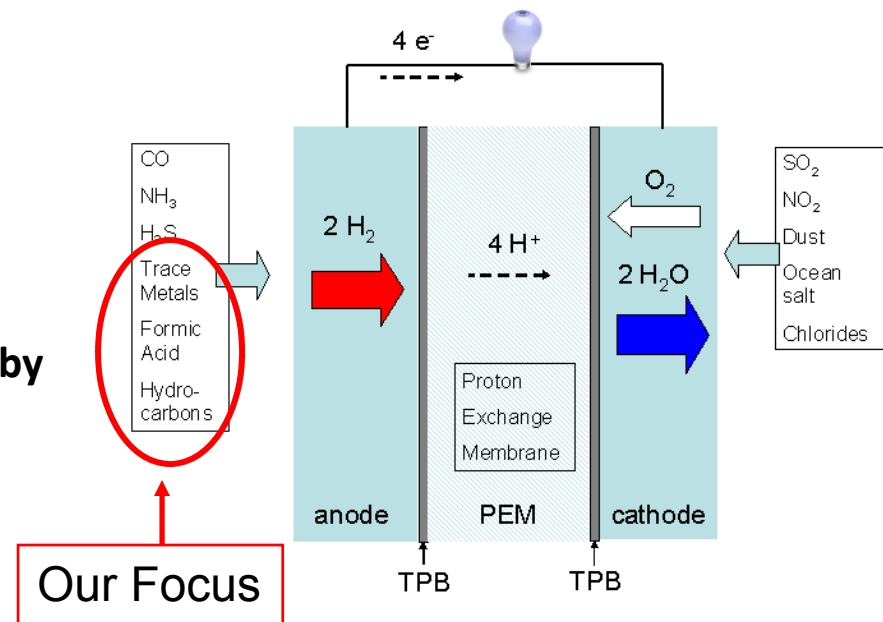 4 e⁻
CO
NH₃
H₂S
Trace
Metals
Formic
Acid
Hydro-
carbons
by
Our Focus
2 H₂
4 H⁺
O₂
2 H₂O
Proton
Exchange
Membrane
anode
PEM
cathode
TPB
TPB
SO₂
NO₂
Dust
Ocean
salt
Chlorides